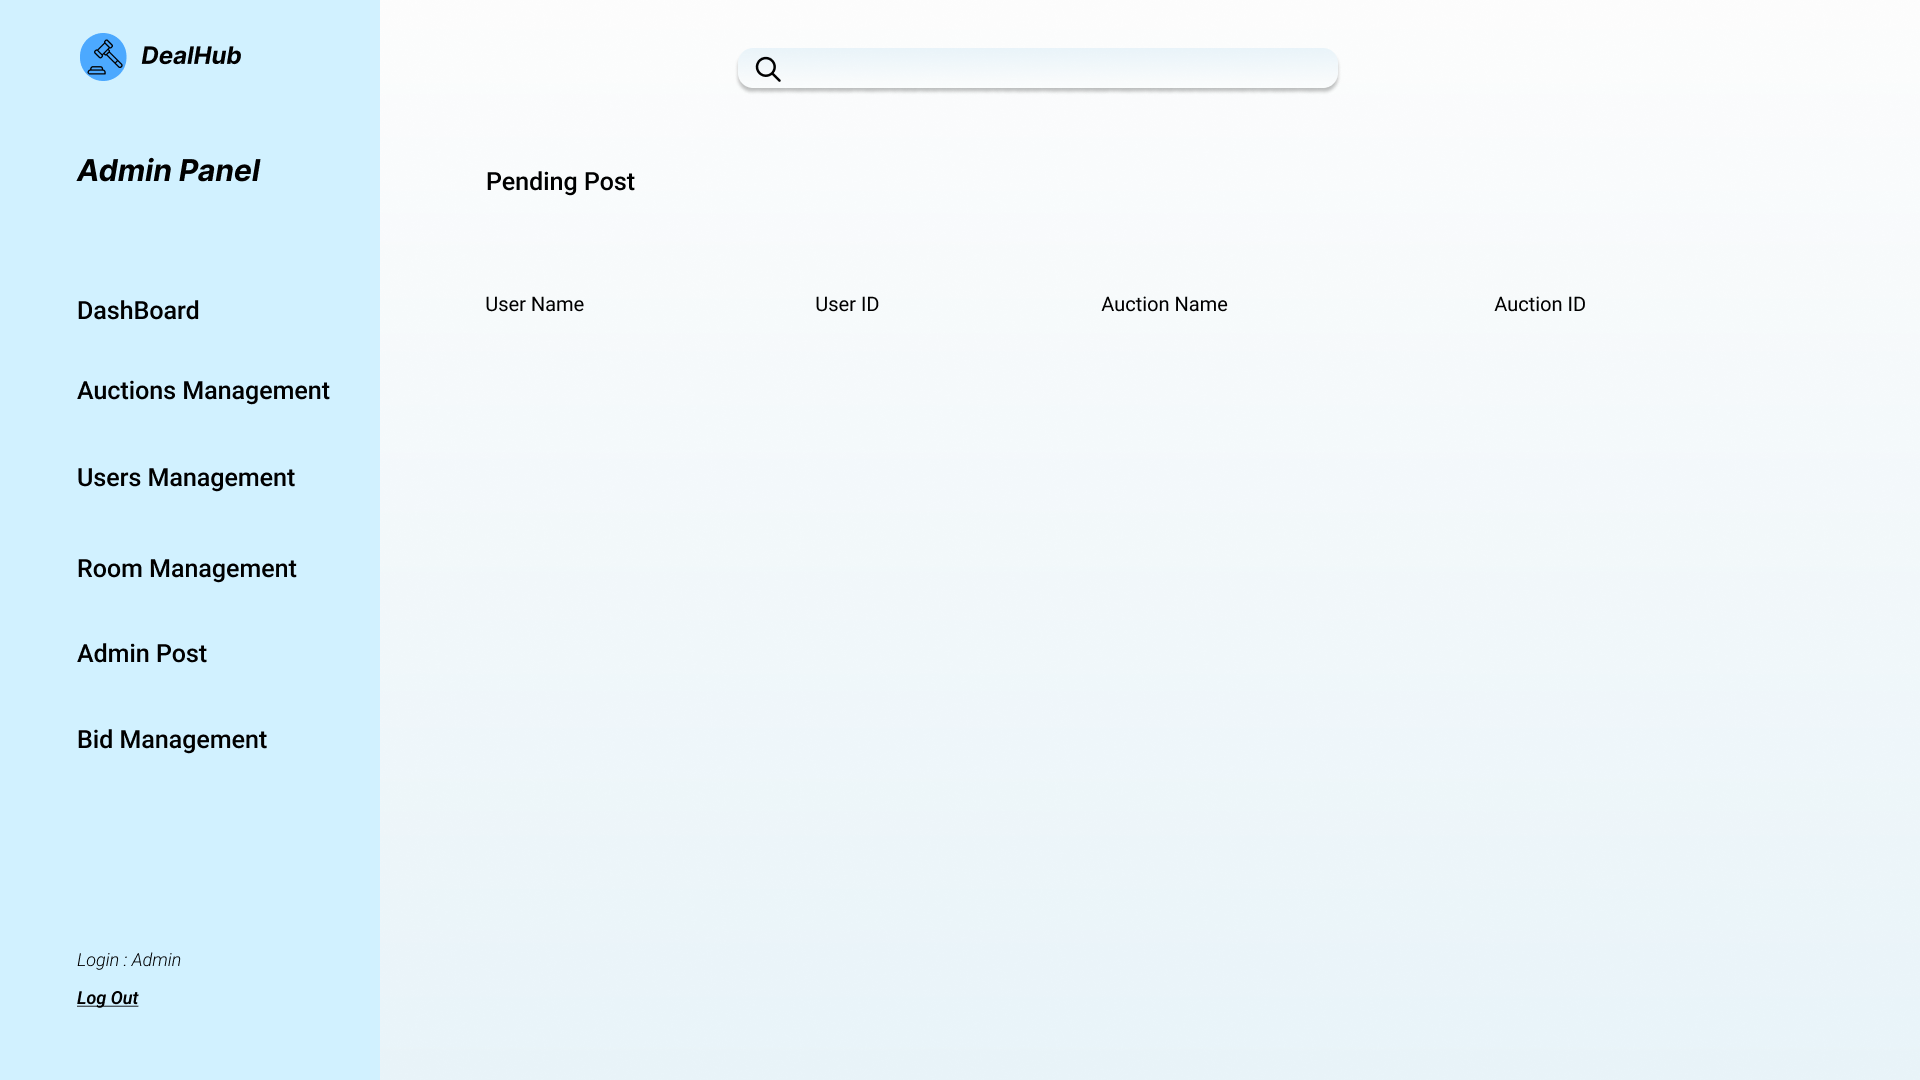 DealHub
Admin Panel
DashBoard
Auctions Management
Users Management
Room Management
Admin Post
Bid Management
Login : Admin
Log Out
Pending Post
User Name User ID Auction Name Auction ID